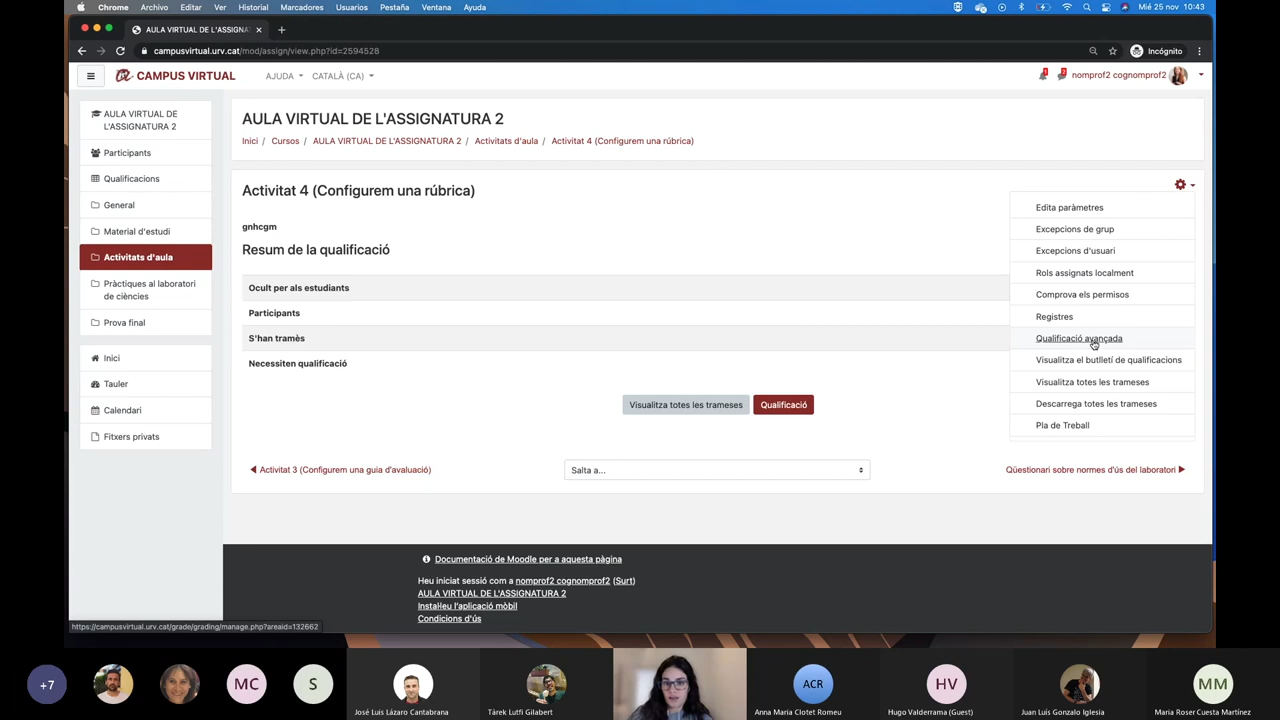 Chrome Archivo Editar Ver Historial Marcadores Usuarios Pestaña Ventana Ayuda Mié 25 nov 10:43
AULA VIRTUAL DE L'ASSIGNAT
campusvirtual.urv.cat/mod/assign/view.php?id=2594528
Incógnito
CAMPUS VIRTUAL
AJUDA
CATALÀ (CA)
nomprof2 cognomprof2
AULA VIRTUAL DE
L'ASSIGNATURA 2
Participants
Qualificacions
General
Material d'estudi
Activitats d'aula
Pràctiques al laboratori
de ciències
Prova final
Inici
Tauler
Calendari
Fitxers privats
AULA VIRTUAL DE L'ASSIGNATURA 2
Inici / Cursos / AULA VIRTUAL DE L'ASSIGNATURA 2 / Activitats d'aula / Activitat 4 (Configurem una rúbrica)
Activitat 4 (Configurem una rúbrica)
gnhcgm
Resum de la qualificació
Ocult per als estudiants
Participants
S'han tramès
Necessiten qualificació
Visualitza totes les trameses
Qualificació
Edita paràmetres
Excepcions de grup
Excepcions d'usuari
Rols assignats localment
Comprova els permisos
Registres
Qualificació avançada
Visualitza el butlletí de qualificacions
Visualitza totes les trameses
Descarrega totes les trameses
Pla de Treball
Activitat 3 (Configurem una guia d'avaluació)
Salta a...
Qüestionari sobre normes d'ús del laboratori
Documentació de Moodle per a aquesta pàgina
Heu iniciat sessió com a nomprof2 cognomprof2 (Surt)
AULA VIRTUAL DE L'ASSIGNATURA 2
Instal·leu l'aplicació mòbil
Condicions d'ús
https://campusvirtual.urv.cat/grade/grading/manage.php?areaid=132662
+7
MC
S
ACR
HV
MM
José Luis Lázaro Cantabrana
Tárek Lutfi Gilabert
Anna Maria Clotet Romeu
Hugo Valderrama (Guest)
Juan Luis Gonzalo Iglesia
Maria Roser Cuesta Martínez